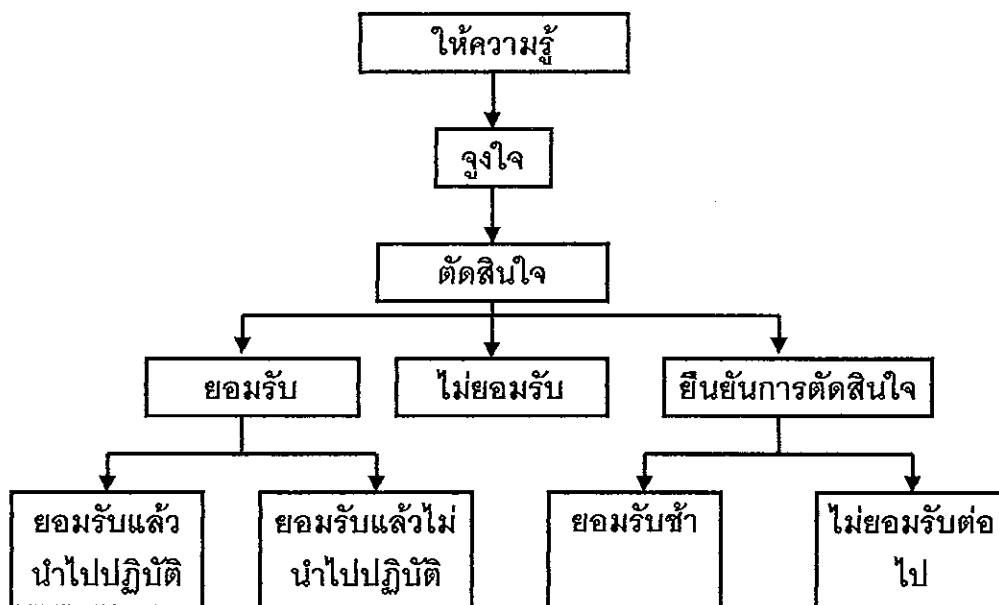 ให้ความรู้
จูงใจ
ตัดสินใจ
ยอมรับ
ไม่ยอมรับ
ยืนยันการตัดสินใจ
ยอมรับแล้ว
นำไปปฏิบัติ
ยอมรับแล้วไม่
นำไปปฏิบัติ
ยอมรับช้า
ไม่ยอมรับต่อ
ไป